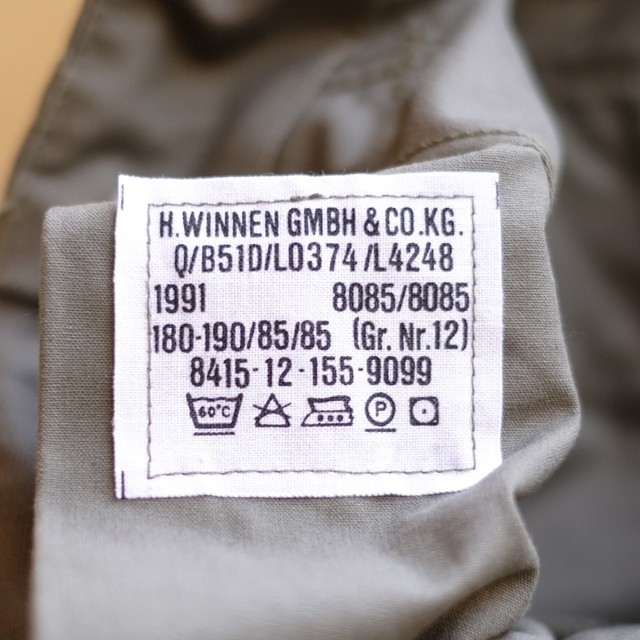 H.WINNEN GMBH & CO.KG.
Q/B51D/L0374/L4248
1991 8085/8085
180-190/85/85 (Gr. Nr.12)
8415-12-155-9099
60°C P